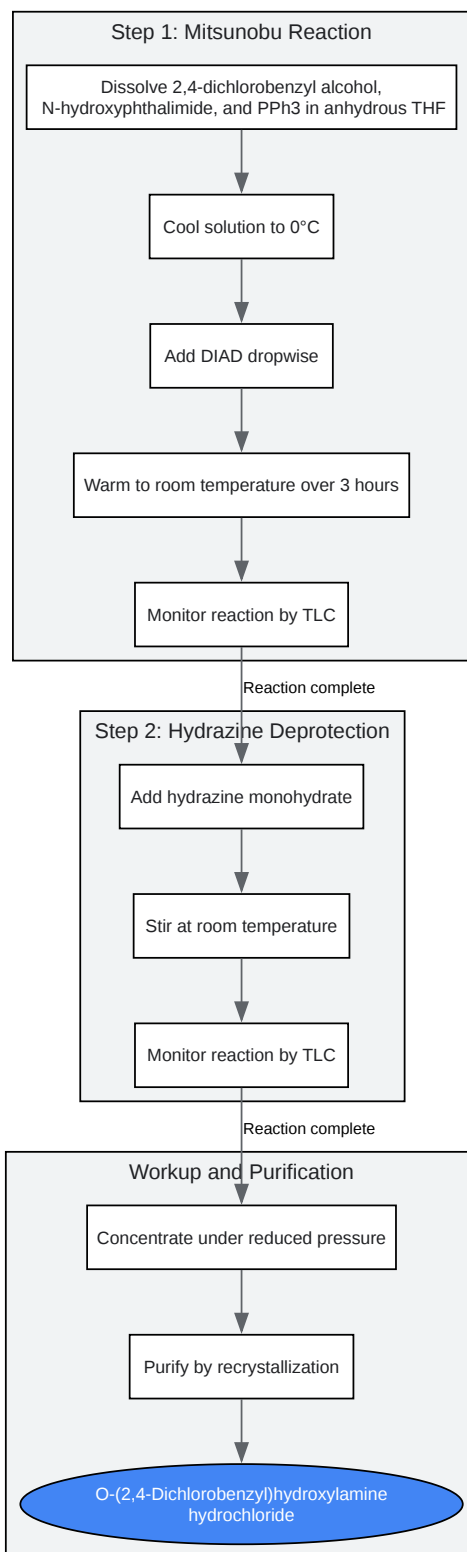 Step 1: Mitsunobu Reaction
Dissolve 2,4-dichlorobenzyl alcohol,
N-hydroxyphthalimide, and PPh3 in anhydrous THF
Cool solution to 0°C
Add DIAD dropwise
Warm to room temperature over 3 hours
Monitor reaction by TLC
Reaction complete
Step 2: Hydrazine Deprotection
Add hydrazine monohydrate
Stir at room temperature
Monitor reaction by TLC
Reaction complete
Workup and Purification
Concentrate under reduced pressure
Purify by recrystallization
O-(2,4-Dichlorobenzyl)hydroxylamine
hydrochloride